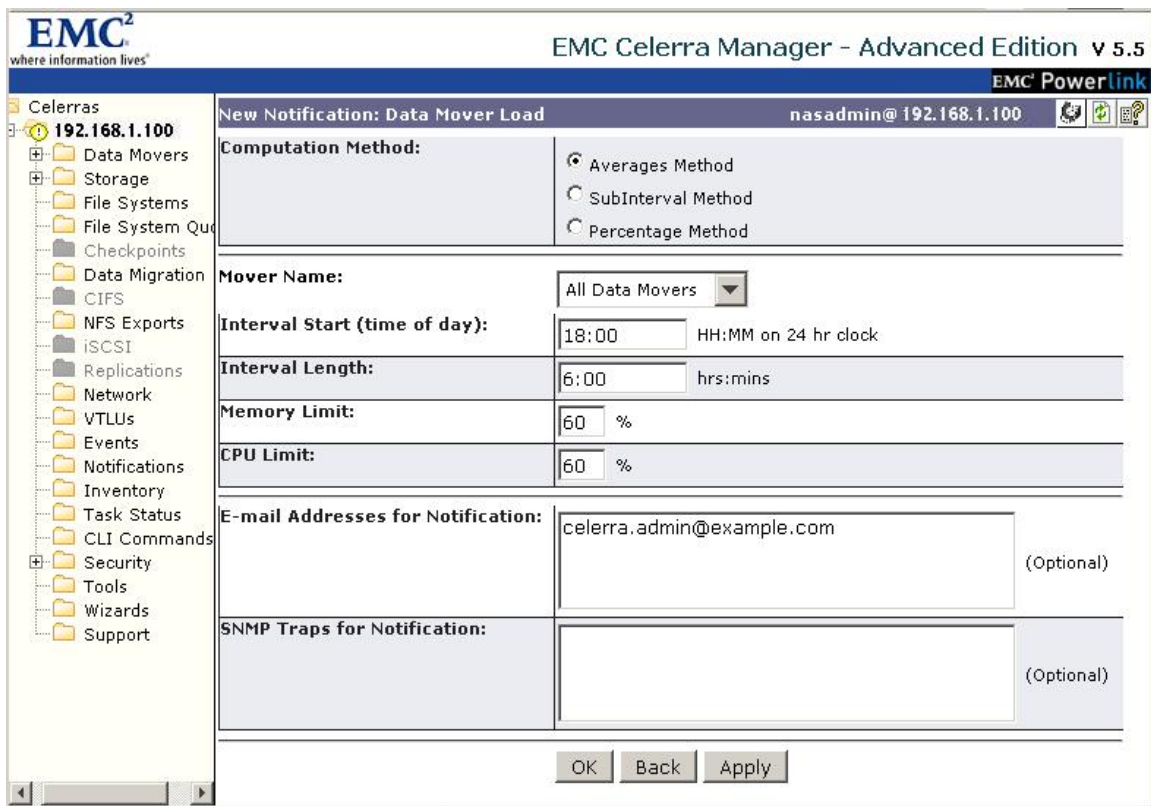 EMC²
where information lives®
EMC Celerra Manager - Advanced Edition v 5.5
EMC² Powerlink
Celerras
192.168.1.100
Data Movers
Storage
File Systems
File System Quo
Checkpoints
Data Migration
CIFS
NFS Exports
iSCSI
Replications
Network
VTLUs
Events
Notifications
Inventory
Task Status
CLI Commands
Security
Tools
Wizards
Support
New Notification: Data Mover Load nasadmin@192.168.1.100
Computation Method:
Averages Method
SubInterval Method
Percentage Method
Mover Name:
All Data Movers
Interval Start (time of day):
18:00 HH:MM on 24 hr clock
Interval Length:
6:00 hrs:mins
Memory Limit:
60 %
CPU Limit:
60 %
E-mail Addresses for Notification:
celerra.admin@example.com
(Optional)
SNMP Traps for Notification:
(Optional)
OK Back Apply